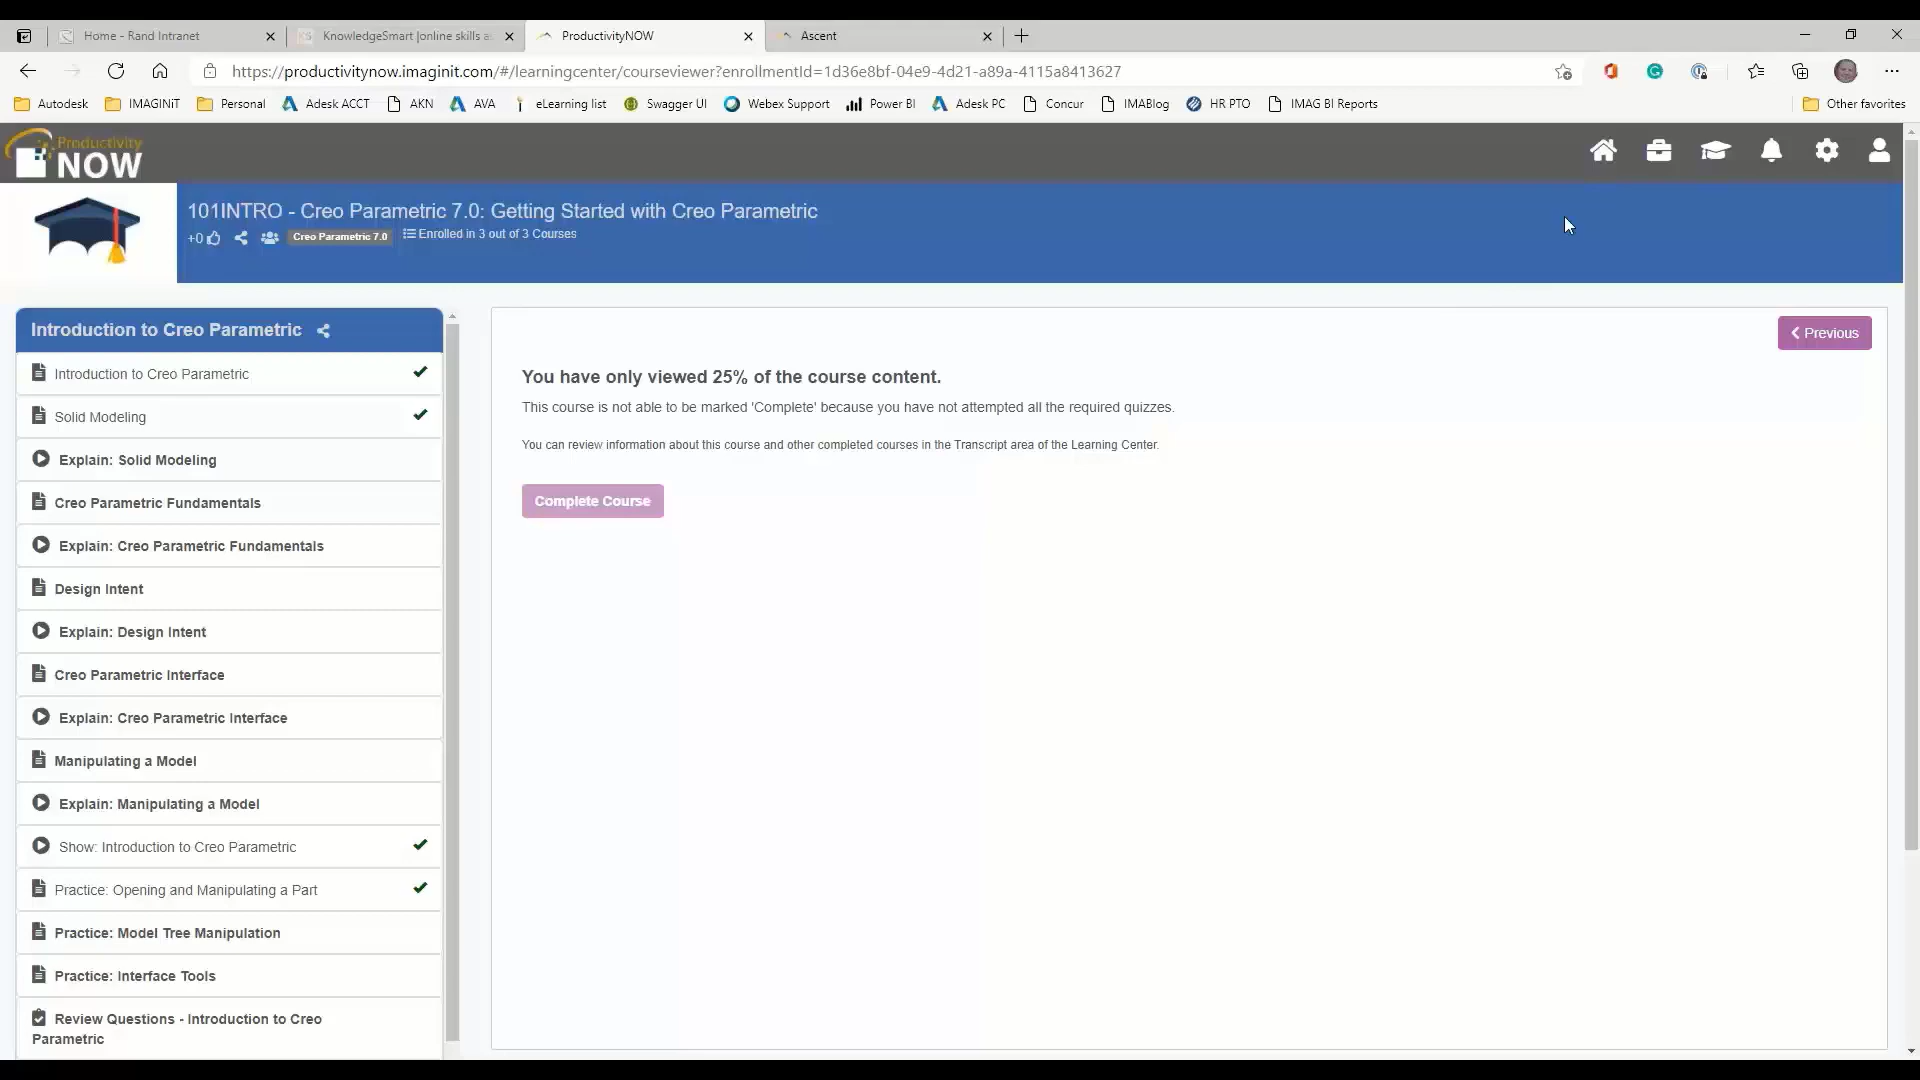 Home - Rand Intranet
KnowledgeSmart |online skills a
ProductivityNOW
Ascent
https://productivitynow.imaginit.com/#/learningcenter/courseviewer?enrollmentId=1d36e8bf-04e9-4d21-a89a-4115a8413627
Autodesk IMAGINiT Personal Adesk ACCT AKN AVA eLearning list Swagger UI Webex Support Power BI Adesk PC Concur IMABlog HR PTO IMAG BI Reports Other favorites
Productivity
NOW
101INTRO - Creo Parametric 7.0: Getting Started with Creo Parametric
+0 Creo Parametric 7.0 Enrolled in 3 out of 3 Courses
Introduction to Creo Parametric
Introduction to Creo Parametric
Solid Modeling
Explain: Solid Modeling
Creo Parametric Fundamentals
Explain: Creo Parametric Fundamentals
Design Intent
Explain: Design Intent
Creo Parametric Interface
Explain: Creo Parametric Interface
Manipulating a Model
Explain: Manipulating a Model
Show: Introduction to Creo Parametric
Practice: Opening and Manipulating a Part
Practice: Model Tree Manipulation
Practice: Interface Tools
Review Questions - Introduction to Creo
Parametric
Previous
You have only viewed 25% of the course content.
This course is not able to be marked 'Complete' because you have not attempted all the required quizzes.
You can review information about this course and other completed courses in the Transcript area of the Learning Center.
Complete Course